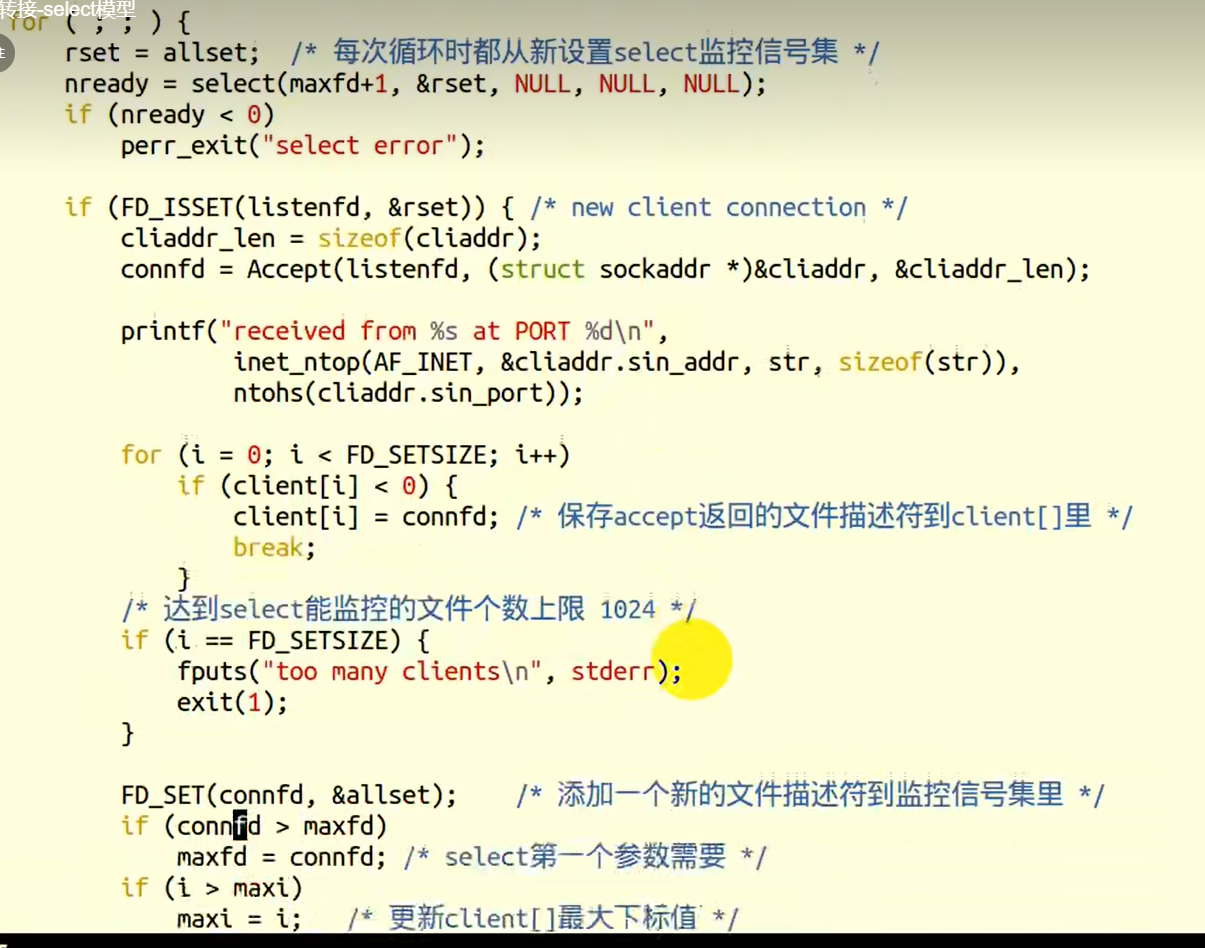 转接-select模型
for ( ; ; ) {
    rset = allset;  /* 每次循环时都从新设置select监控信号集 */
    nready = select(maxfd+1, &rset, NULL, NULL, NULL);
    if (nready < 0)
        perr_exit("select error");

    if (FD_ISSET(listenfd, &rset)) { /* new client connection */
        cliaddr_len = sizeof(cliaddr);
        connfd = Accept(listenfd, (struct sockaddr *)&cliaddr, &cliaddr_len);

        printf("received from %s at PORT %d\n",
                inet_ntop(AF_INET, &cliaddr.sin_addr, str, sizeof(str)),
                ntohs(cliaddr.sin_port));

        for (i = 0; i < FD_SETSIZE; i++)
            if (client[i] < 0) {
                client[i] = connfd; /* 保存accept返回的文件描述符到client[]里 */
                break;
            }
        /* 达到select能监控的文件个数上限 1024 */
        if (i == FD_SETSIZE) {
            fputs("too many clients\n", stderr);
            exit(1);
        }

        FD_SET(connfd, &allset);    /* 添加一个新的文件描述符到监控信号集里 */
        if (connfd > maxfd)
            maxfd = connfd; /* select第一个参数需要 */
        if (i > maxi)
            maxi = i;   /* 更新client[]最大下标值 */